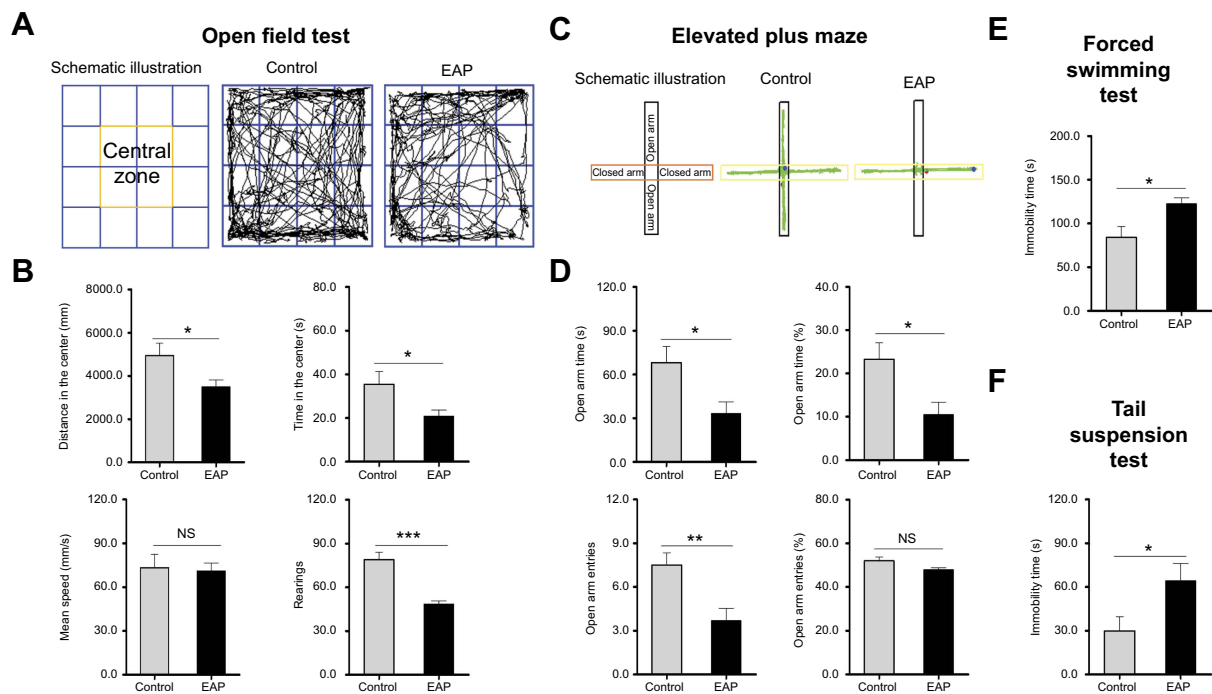 A
Open field test
Schematic illustration
Control
EAP
Central
zone
B
Distance in the center (mm)
8000.0
6000.0
4000.0
2000.0
0.0
*
Control
EAP
Time in the center (s)
80.0
60.0
40.0
20.0
0.0
*
Control
EAP
Mean speed (mm/s)
120.0
90.0
60.0
30.0
0.0
NS
Control
EAP
Rearings
120.0
90.0
60.0
30.0
0.0
***
Control
EAP
C
Elevated plus maze
Schematic illustration
Control
EAP
Open arm
Closed arm
Closed arm
Open arm
D
Open arm time (s)
120.0
90.0
60.0
30.0
0.0
*
Control
EAP
Open arm time (%)
40.0
30.0
20.0
10.0
0.0
*
Control
EAP
Open arm entries
12.0
9.0
6.0
3.0
0.0
**
Control
EAP
Open arm entries (%)
80.0
60.0
40.0
20.0
0.0
NS
Control
EAP
E
Forced
swimming
test
Immobility time (s)
200.0
150.0
100.0
50.0
0.0
*
Control
EAP
F
Tail
suspension
test
Immobility time (s)
120.0
90.0
60.0
30.0
0.0
*
Control
EAP